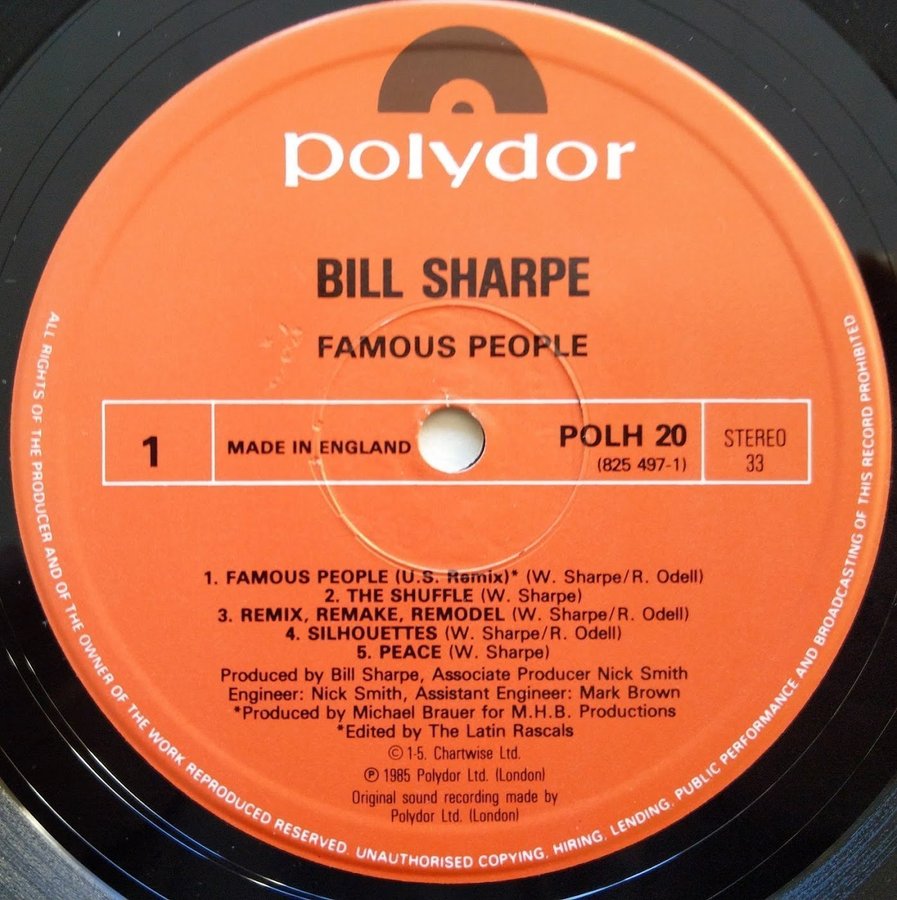 polydor
BILL SHARPE
FAMOUS PEOPLE
1
MADE IN ENGLAND
POLH 20
(825 497-1)
STEREO
33
1. FAMOUS PEOPLE (U.S. Remix)* (W. Sharpe/R. Odell)
2. THE SHUFFLE (W. Sharpe)
3. REMIX, REMAKE, REMODEL (W. Sharpe/R. Odell)
4. SILHOUETTES (W. Sharpe/R. Odell)
5. PEACE (W. Sharpe)
Produced by Bill Sharpe, Associate Producer Nick Smith
Engineer: Nick Smith, Assistant Engineer: Mark Brown
*Produced by Michael Brauer for M.H.B. Productions
*Edited by The Latin Rascals
© 1-5. Chartwise Ltd.
℗ 1985 Polydor Ltd. (London)
Original sound recording made by
Polydor Ltd. (London)
ALL RIGHTS OF THE PRODUCER AND OF THE OWNER OF THE WORK REPRODUCED RESERVED. UNAUTHORISED COPYING, HIRING, LENDING, PUBLIC PERFORMANCE AND BROADCASTING OF THIS RECORD PROHIBITED